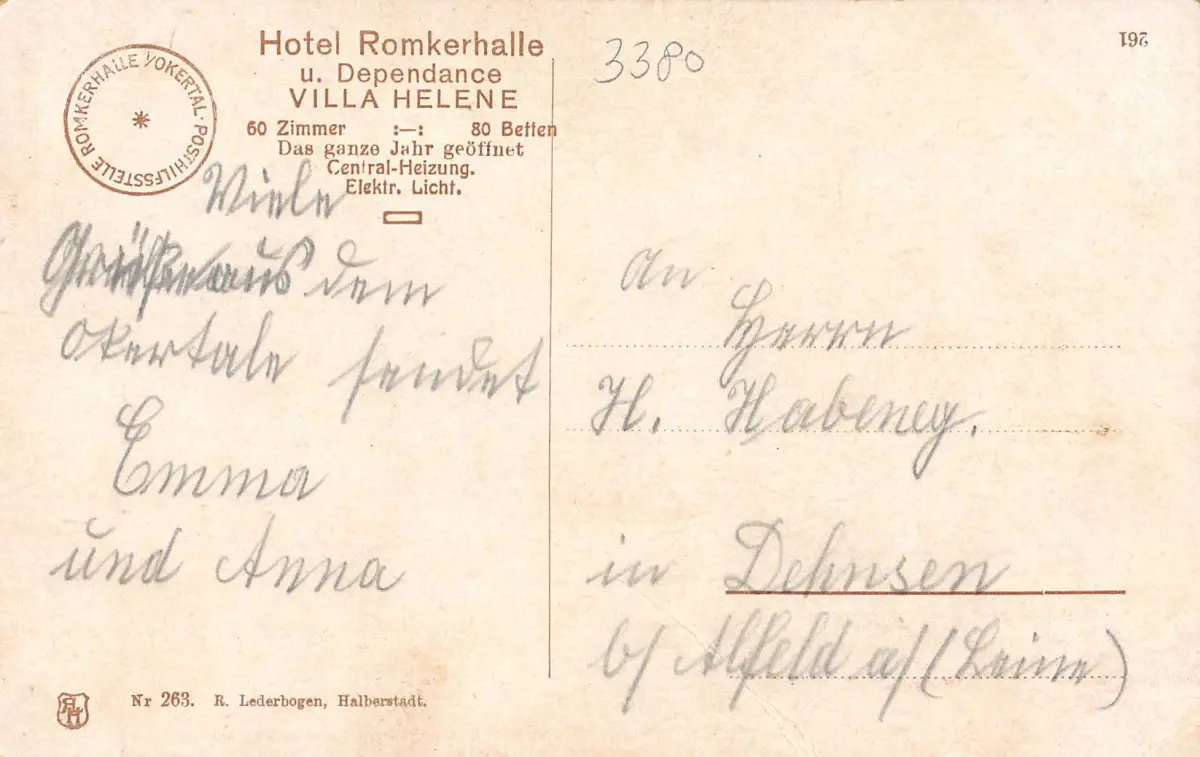 ROMKERHALLE I/OKERTAL · POSTHILFSSTELLE
Hotel Romkerhalle
u. Dependance
VILLA HELENE
60 Zimmer :—: 80 Betten
Das ganze Jahr geöffnet
Central-Heizung.
Elektr. Licht.
3380
261
Viele
Grüße aus dem
Okertale sendet
Emma
und Anna
An
Herrn
H. Habeneg.
in Dehnsen
b/ Alfeld a/ (Leine)
Nr 263. R. Lederbogen, Halberstadt.